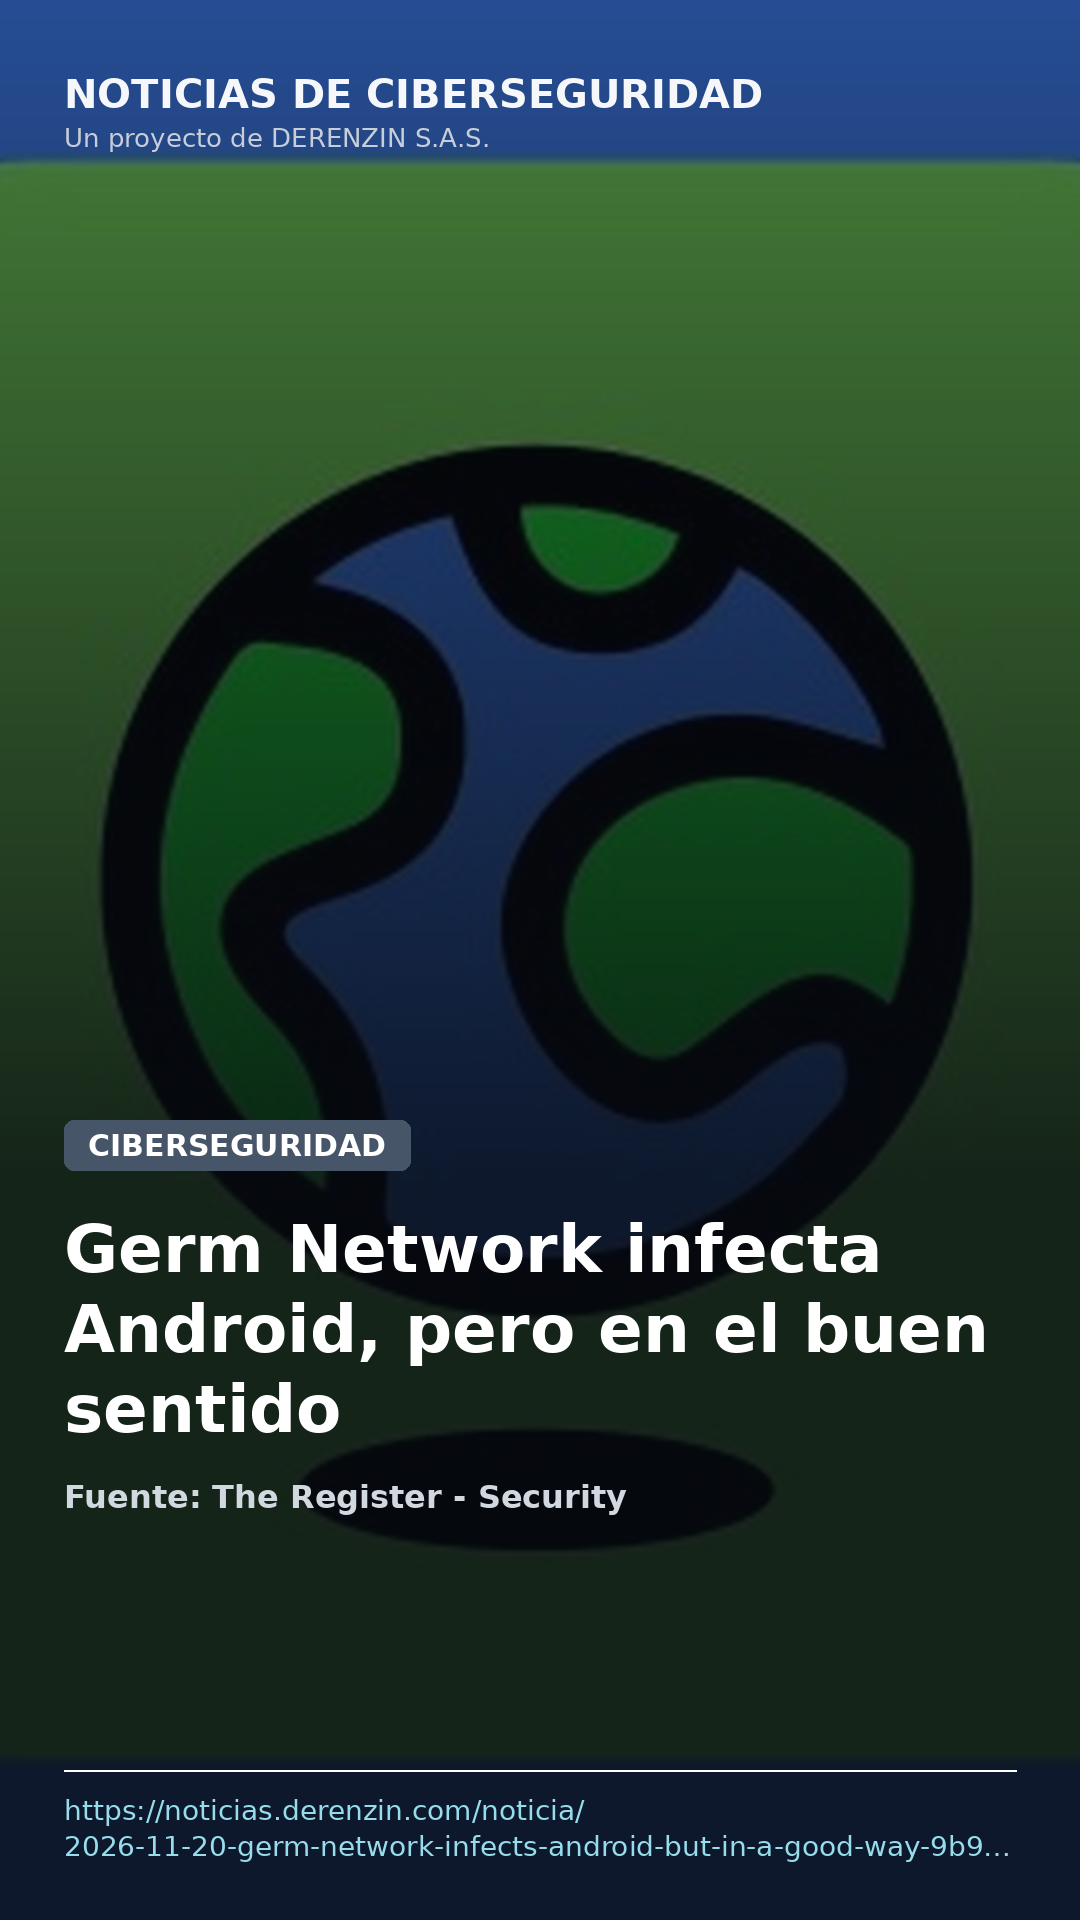 NOTICIAS DE CIBERSEGURIDAD
Un proyecto de DERENZIN S.A.S.
CIBERSEGURIDAD
Germ Network infecta
Android, pero en el buen
sentido
Fuente: The Register - Security
https://noticias.derenzin.com/noticia/
2026-11-20-germ-network-infects-android-but-in-a-good-way-9b9…